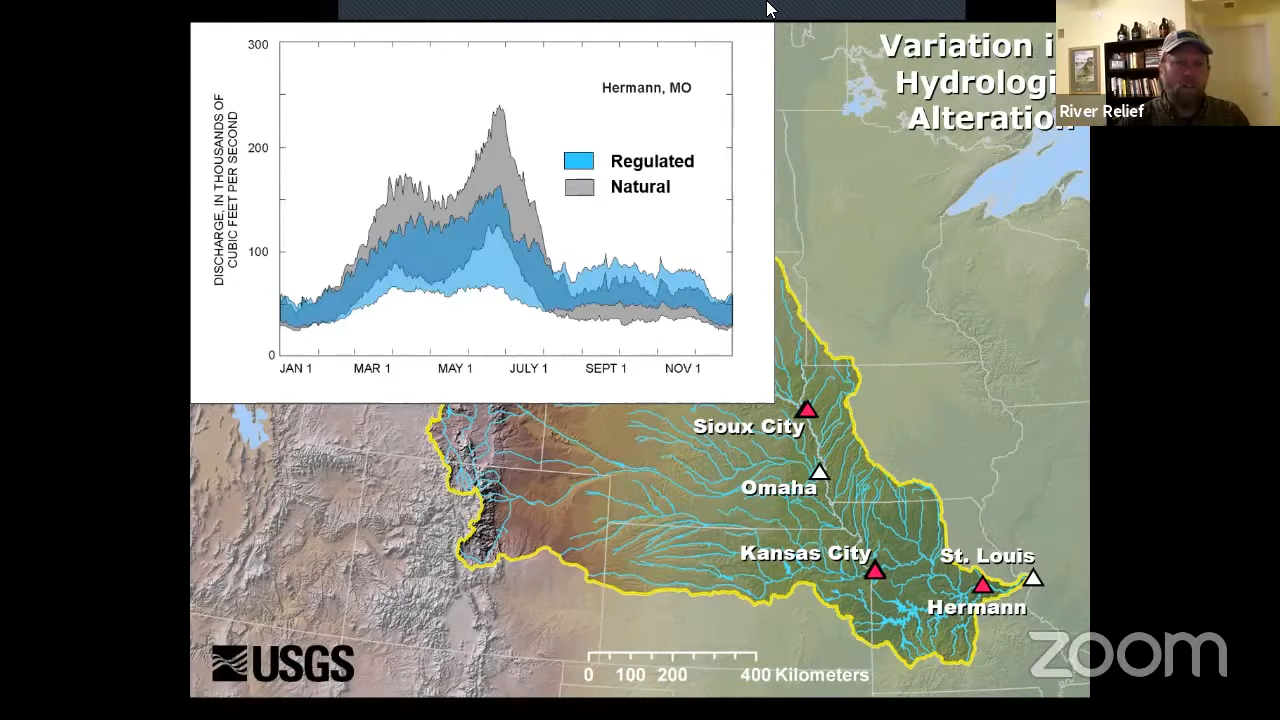 Variation i
Hydrologi
Alteration
River Relief
300
200
100
0
DISCHARGE, IN THOUSANDS OF
CUBIC FEET PER SECOND
Hermann, MO
Regulated
Natural
JAN 1 MAR 1 MAY 1 JULY 1 SEPT 1 NOV 1
Sioux City
Omaha
Kansas City
St. Louis
Hermann
USGS
0 100 200 400 Kilometers
zoom